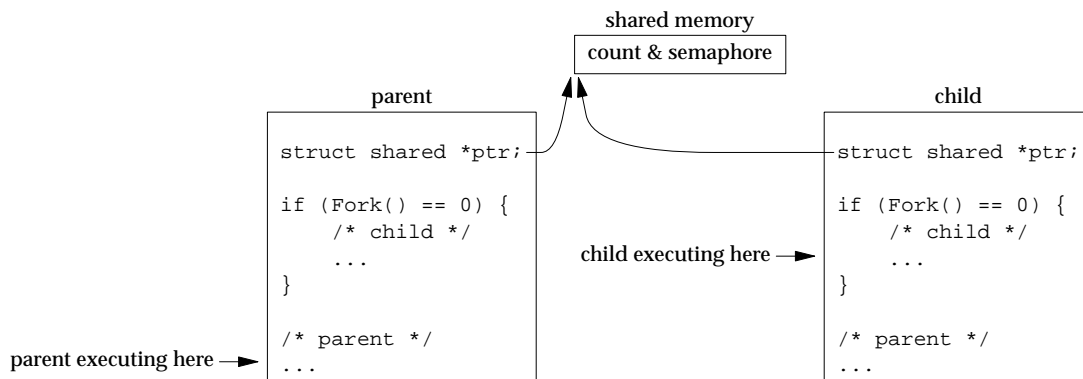 shared memory
count & semaphore
parent
struct shared *ptr;
if (Fork() == 0) {
/* child */
...
}
/* parent */
...
parent executing here
child
struct shared *ptr;
if (Fork() == 0) {
/* child */
...
}
/* parent */
...
child executing here